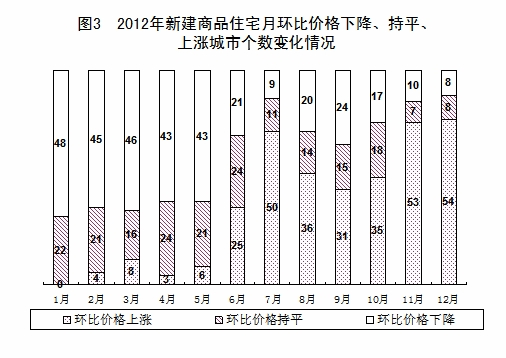 图3 2012年新建商品住宅月环比价格下降、持平、
上涨城市个数变化情况
48 45 46 43 43 21 9 20 24 17 10 8
22 21 16 24 21 24 11 14 15 18 7 8
0 4 8 3 6 25 50 36 31 35 53 54
1月 2月 3月 4月 5月 6月 7月 8月 9月 10月 11月 12月
环比价格上涨 环比价格持平 环比价格下降